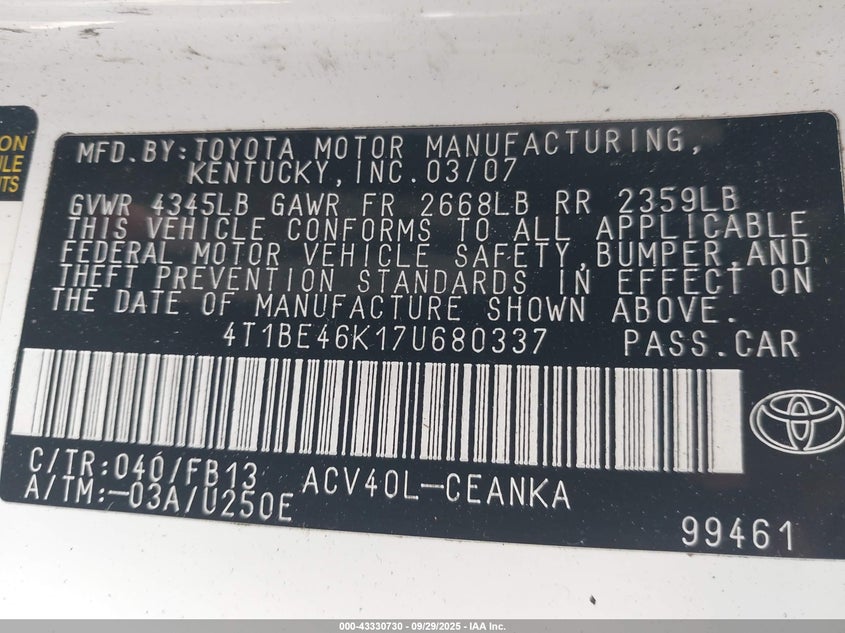 ON
ULE
TS
MFD.BY:TOYOTA MOTOR MANUFACTURING,
KENTUCKY,INC.03/07
GVWR 4345LB GAWR FR 2668LB RR 2359LB
THIS VEHICLE CONFORMS TO ALL APPLICABLE
FEDERAL MOTOR VEHICLE SAFETY,BUMPER,AND
THEFT PREVENTION STANDARDS IN EFFECT ON
THE DATE OF MANUFACTURE SHOWN ABOVE.
4T1BE46K17U680337 PASS.CAR
C/TR:040/FB13 ACV40L-CEANKA
A/TM:-03A/U250E
99461
000-43330730 - 09/29/2025 - IAA Inc.